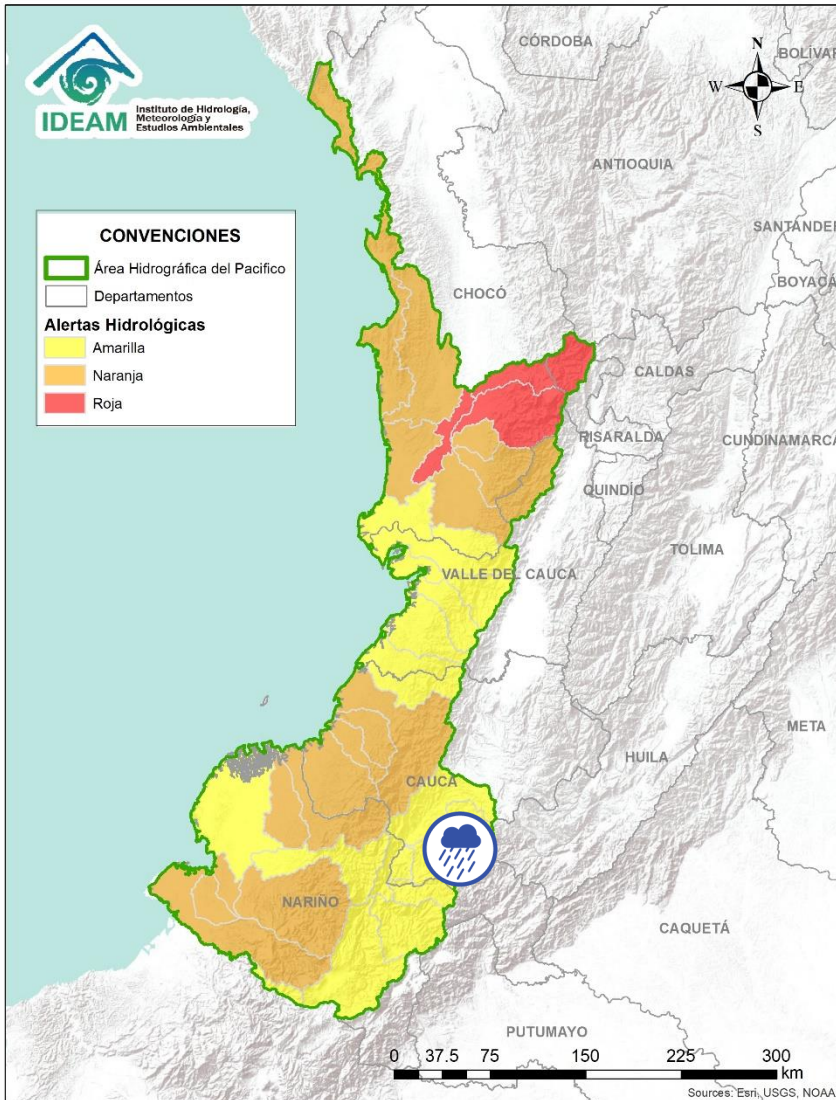 IDEAM
Instituto de Hidrología,
Meteorología y
Estudios Ambientales
CÓRDOBA
BOLÍVAR
N
W
E
S
ANTIOQUIA
SANTANDER
BOYACÁ
CONVENCIONES
Área Hidrográfica del Pacifico
Departamentos
Alertas Hidrológicas
Amarilla
Naranja
Roja
CHOCÓ
CALDAS
RISARALDA
CUNDINAMARCA
QUINDÍO
TOLIMA
VALLE DEL CAUCA
META
HUILA
CAUCA
NARIÑO
CAQUETÁ
PUTUMAYO
0 37.5 75 150 225 300
km
Sources: Esri, USGS, NOAA